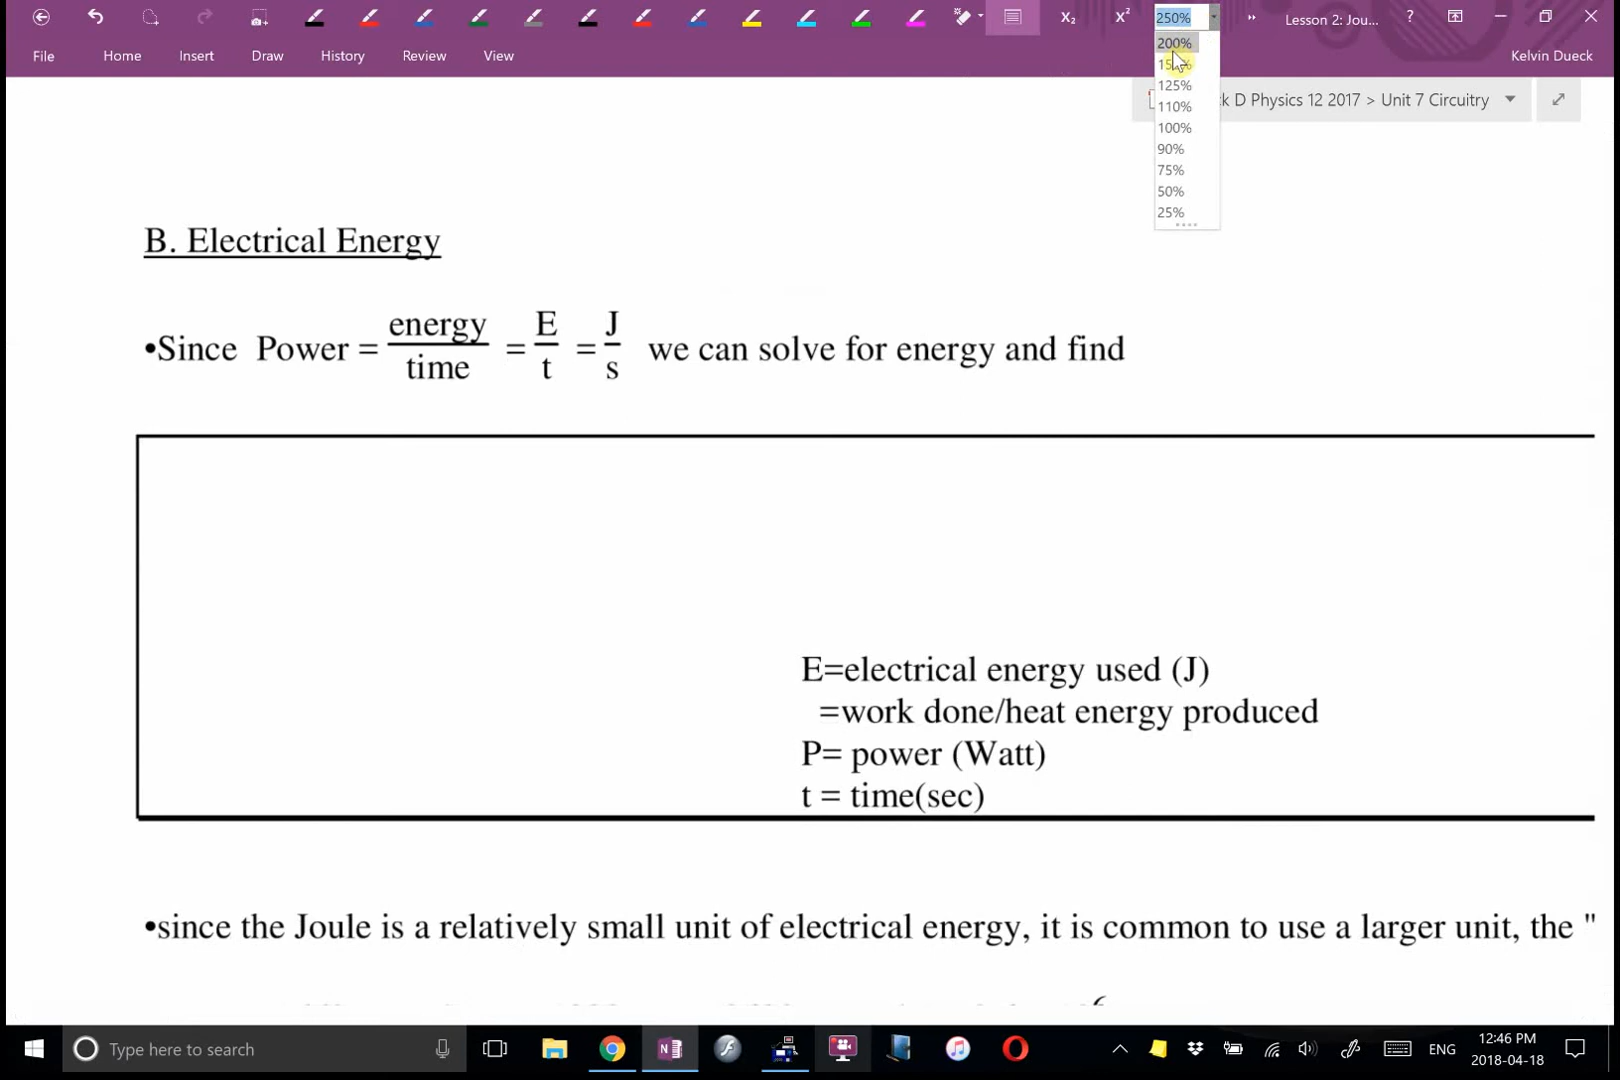 X₂
X²
250%
Lesson 2: Jou...
?
200%
125%
110%
100%
90%
75%
50%
25%
File
Home
Insert
Draw
History
Review
View
Kelvin Dueck
k D Physics 12 2017 > Unit 7 Circuitry
B. Electrical Energy
•Since Power = energy/time = E/t = J/s we can solve for energy and find
E=electrical energy used (J)
=work done/heat energy produced
P= power (Watt)
t = time(sec)
•since the Joule is a relatively small unit of electrical energy, it is common to use a larger unit, the "
Type here to search
ENG
12:46 PM
2018-04-18